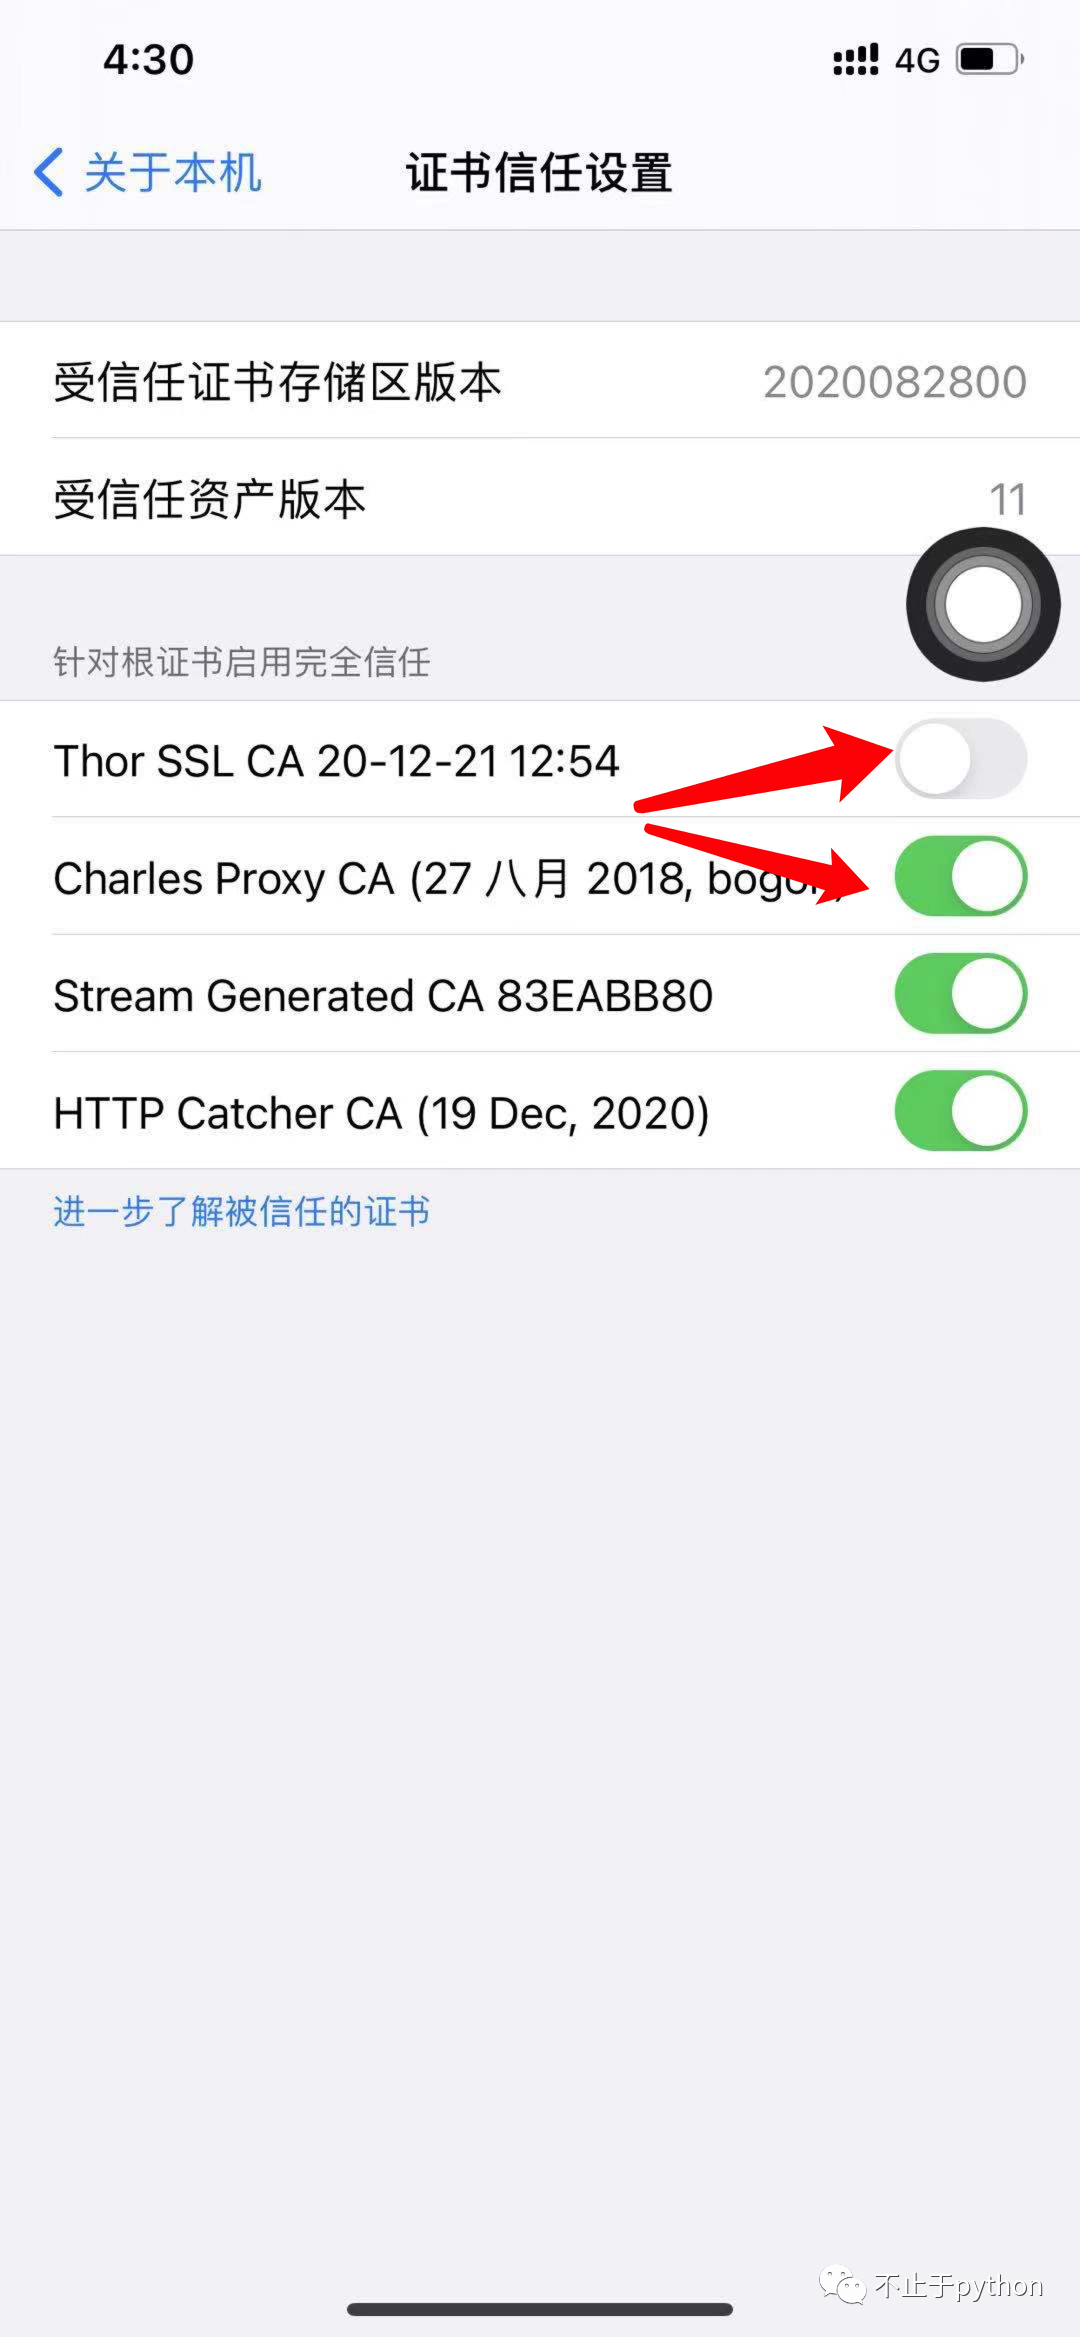 4:30
4G
关于本机
证书信任设置
受信任证书存储区版本
2020082800
受信任资产版本
11
针对根证书启用完全信任
Thor SSL CA 20-12-21 12:54
Charles Proxy CA (27 八月 2018,
Stream Generated CA 83EABB80
HTTP Catcher CA (19 Dec, 2020)
进一步了解被信任的证书
不止于python